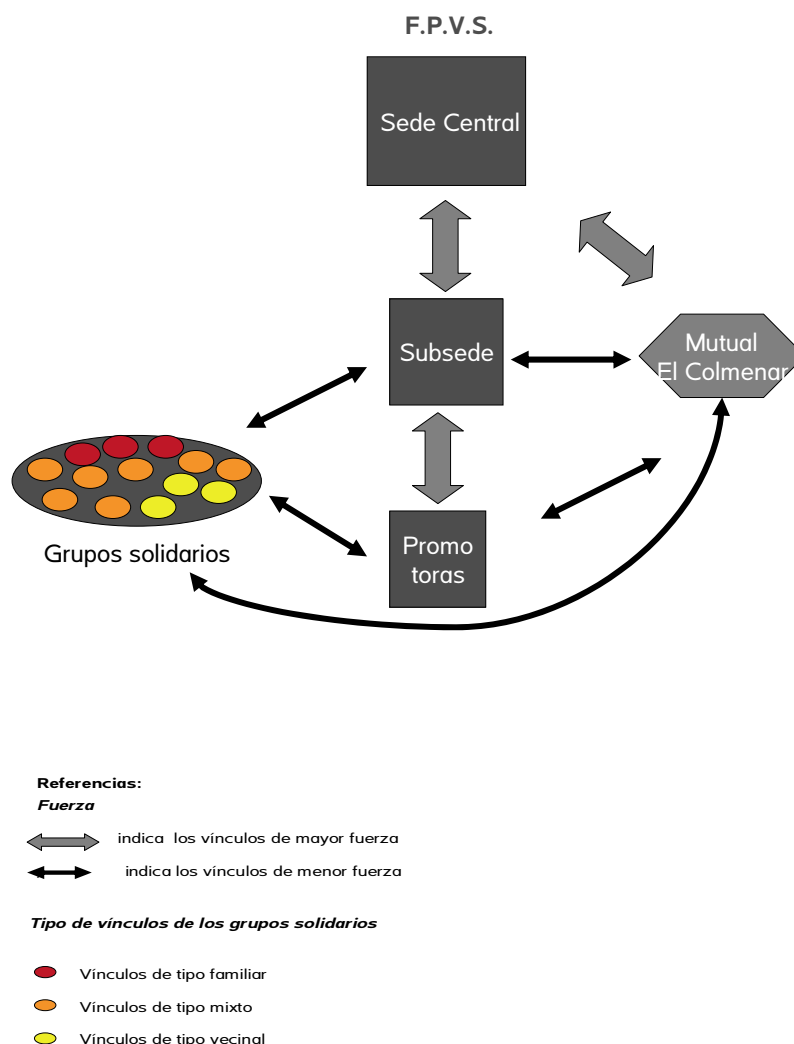 F.P.V.S.
Sede Central
Subsede
Mutual
El Colmenar
Promo
toras
Grupos solidarios
Referencias:
Fuerza
indica los vínculos de mayor fuerza
indica los vínculos de menor fuerza
Tipo de vínculos de los grupos solidarios
Vínculos de tipo familiar
Vínculos de tipo mixto
Vínculos de tipo vecinal